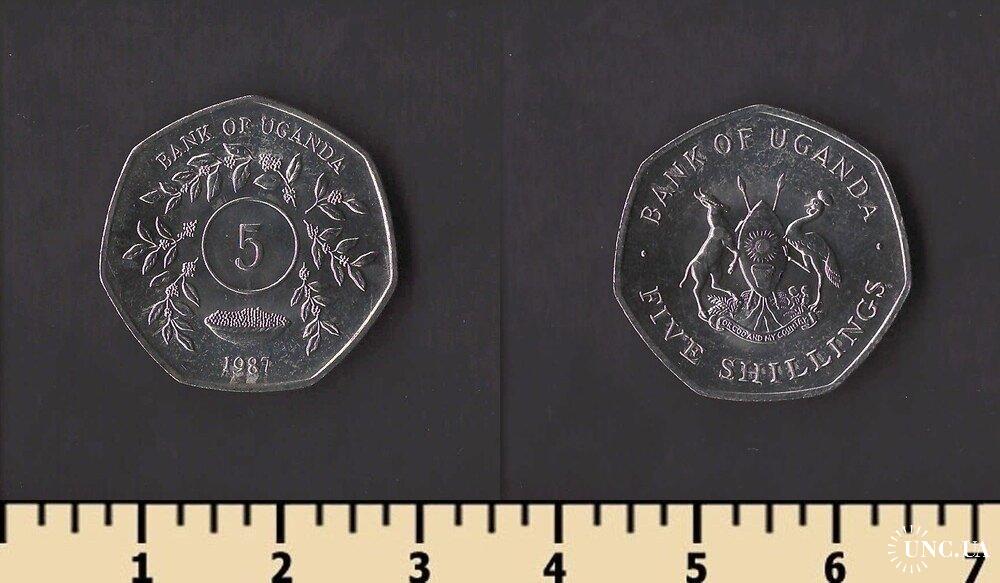 BANK OF UGANDA
5
1987
BANK OF UGANDA
FIVE SHILLINGS
FOR GOD AND MY COUNTRY
1 2 3 4 5 6 7
UNC.UA